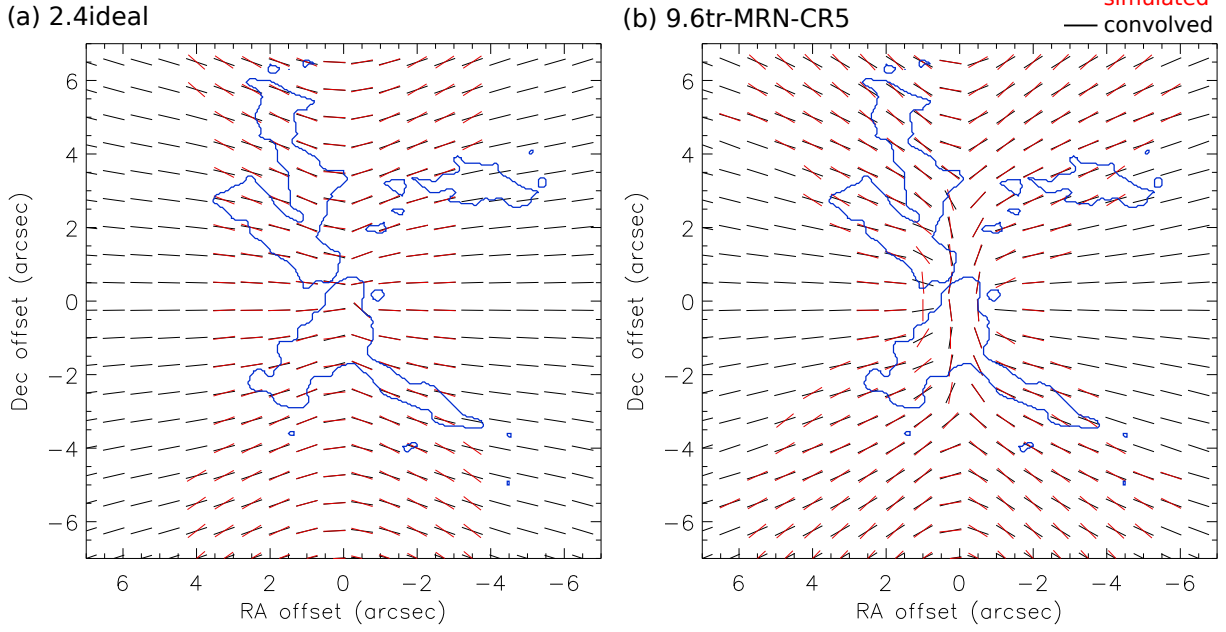 simulated
(a) 2.4ideal
(b) 9.6tr-MRN-CR5
convolved
6
4
2
0
−2
−4
−6
Dec offset (arcsec)
6 4 2 0 −2 −4 −6
RA offset (arcsec)
6
4
2
0
−2
−4
−6
Dec offset (arcsec)
6 4 2 0 −2 −4 −6
RA offset (arcsec)